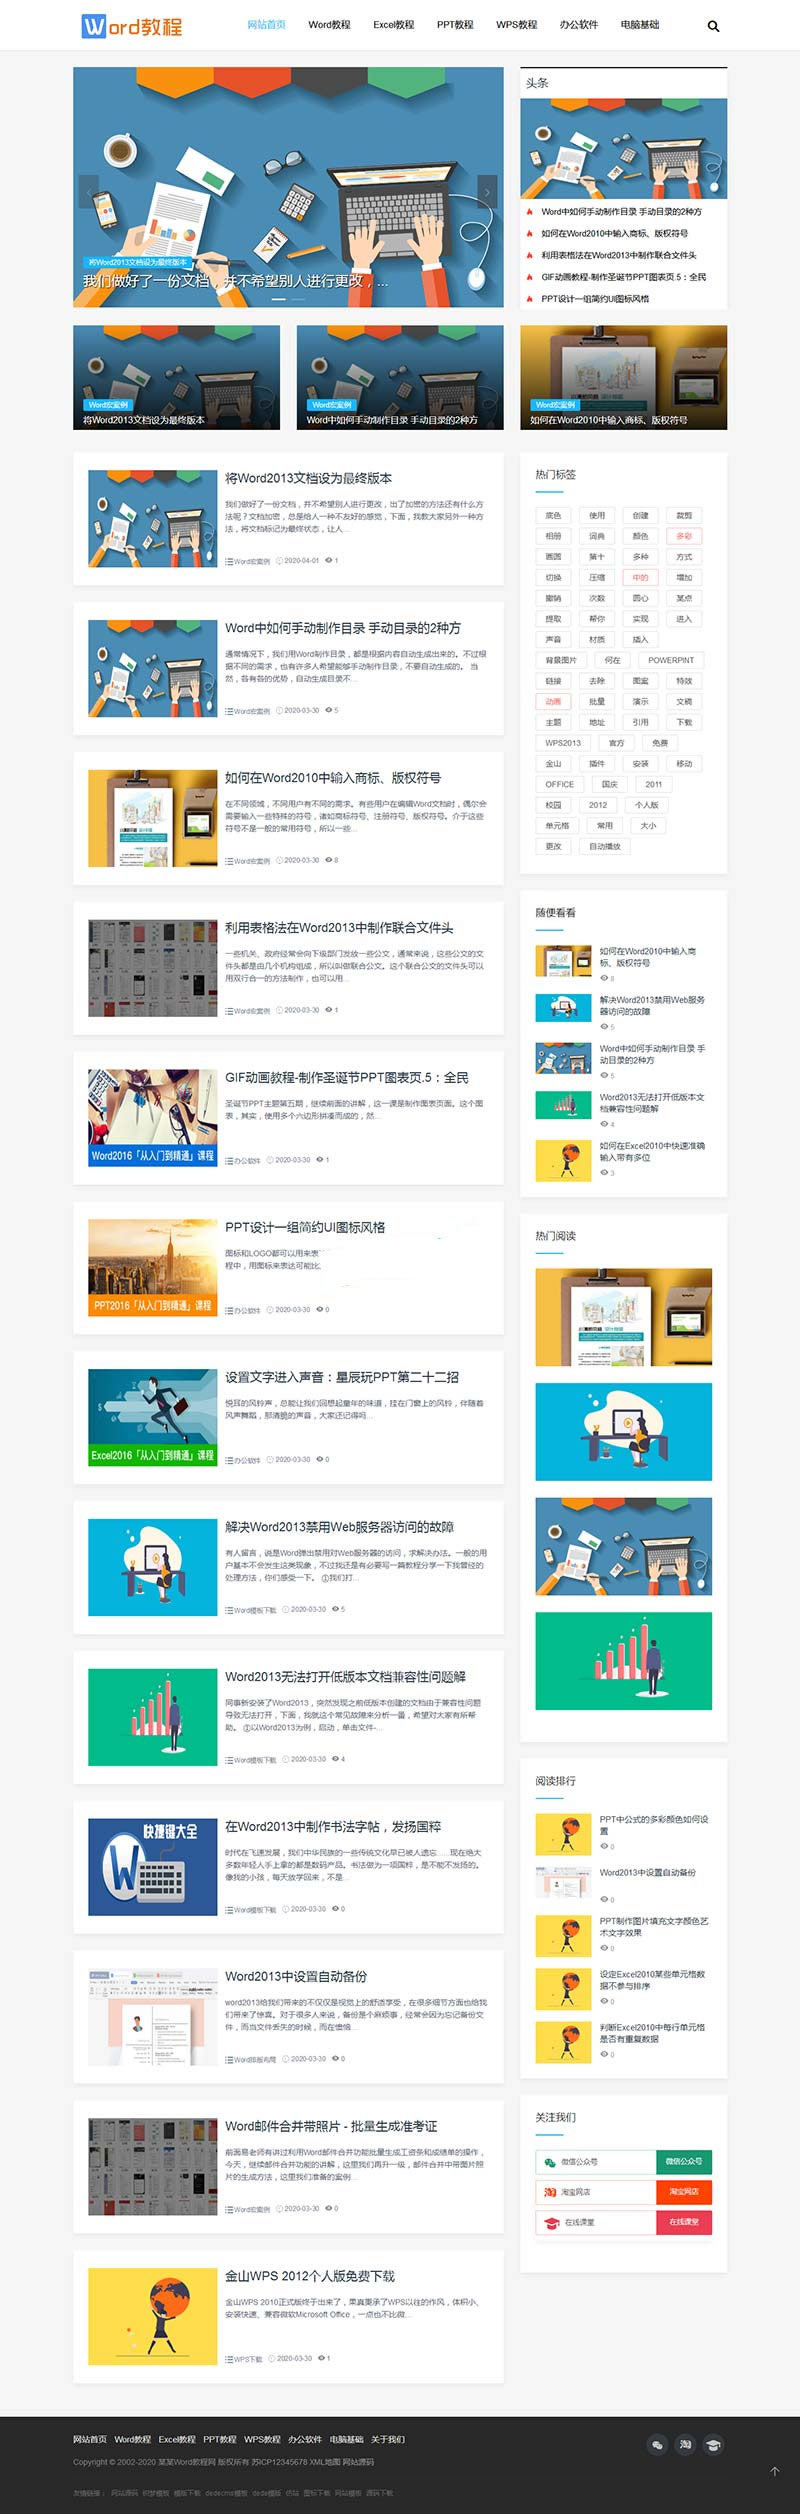 Word教程
网站首页 Word教程 Excel教程 PPT教程 WPS教程 办公软件 电脑基础
将Word2013文档设为最终版本
我们做好了一份文档，并不希望别人进行更改，...
头条
Word中如何手动制作目录 手动目录的2种方
如何在Word2010中输入商标、版权符号
利用表格法在Word2013中制作联合文件头
GIF动画教程-制作圣诞节PPT图表页.5：全民
PPT设计一组简约UI图标风格
Word宏案例
将Word2013文档设为最终版本
Word宏案例
Word中如何手动制作目录 手动目录的2种方
Word宏案例
如何在Word2010中输入商标、版权符号
将Word2013文档设为最终版本
我们做好了一份文档，并不希望别人进行更改，出了加密的方法还有什么方
法呢？文档加密，总是给人一种不友好的感觉，下面，我教大家另外一种方
法，将文档标记为最终状态，让人...
Word宏案例 2020-04-01 1
Word中如何手动制作目录 手动目录的2种方
通常情况下，我们用Word制作目录，都是根据内容自动生成出来的。不过根
据不同的需求，也有许多人希望能够手动制作目录，不要自动生成的。 当
然，各有各的优势，自动生成目录不...
Word宏案例 2020-03-30 5
如何在Word2010中输入商标、版权符号
在不同领域，不同用户有不同的需求。有些用户在编辑Word文档时，偶尔会
需要输入一些特殊的符号，诸如商标符号、注册符号、版权符号。介于这些
符号不是一般的常用符号，所以一些...
Word宏案例 2020-03-30 8
利用表格法在Word2013中制作联合文件头
一些机关、政府经常会向下级部门发放一些公文，通常来说，这些公文的文
件头都是由几个机构组成，所以叫做联合公文。这个联合公文的文件头可以
用双行合一的方法制作，也可以用...
Word宏案例 2020-03-30 1
Word2016「从入门到精通」课程
GIF动画教程-制作圣诞节PPT图表页.5：全民
圣诞节PPT主题第五期，继续前面的讲解，这一课是制作图表页面。这个图
表，其实，使用多个六边形拼凑而成的，然...
办公软件 2020-03-30 1
PPT2016「从入门到精通」课程
PPT设计一组简约UI图标风格
图标和LOGO都可以用来表
程中，用图标来表达可能比
办公软件 2020-03-30 0
Excel2016「从入门到精通」课程
设置文字进入声音：星辰玩PPT第二十二招
悦耳的风铃声，总能让我们回想起童年的味道，挂在门窗上的风铃，伴随着
风声舞蹈，那清脆的声音，大家还记得吗...
办公软件 2020-03-30 0
解决Word2013禁用Web服务器访问的故障
有人留言，说是Word弹出禁用对Web服务器的访问，求解决办法。一般的用
户基本不会发生这类现象，不过我还是有必要写一篇教程分享一下我曾经的
处理方法，你们感受一下。 ①我们打...
Word模板下载 2020-03-30 5
Word2013无法打开低版本文档兼容性问题解
同事新安装了Word2013，突然发现之前低版本创建的文档由于兼容性问题
导致无法打开，下面，我就这个常见故障来分析一番，希望对大家有所帮
助。 ①以Word2013为例，启动，单击文件-...
Word模板下载 2020-03-30 4
快捷键大全
在Word2013中制作书法字帖，发扬国粹
时代在飞速发展，我们中华民族的一些传统文化早已被人遗忘......现在绝大
多数年轻人手上拿的都是数码产品。书法做为一项国粹，是不能不发扬的。
像我的小孩，每天放学回来，不是...
Word模板下载 2020-03-30 0
Word2013中设置自动备份
word2013给我们带来的不仅仅是视觉上的舒适享受，在很多细节方面也给我
们带来了惊喜。对于很多人来说，备份是个麻烦事，经常会因为忘记备份文
件，而当文件丢失的时候，而在懊恼...
Word排版布局 2020-03-30 0
Word邮件合并带照片 - 批量生成准考证
前面易老师有讲过利用Word邮件合并功能批量生成工资条和成绩单的操作，
今天，继续邮件合并功能的讲解，这里我们再升一级，邮件合并中带面片照
片的生成方法，这里我们准备的案例...
Word宏案例 2020-03-30 0
金山WPS 2012个人版免费下载
金山WPS 2010正式版终于出来了，果真秉承了WPS以往的作风，体积小、
安装快速、兼容微软Microsoft Office，一点也不比微...
WPS下载 2020-03-30 1
热门标签
底色 使用 创建 裁剪
相册 词典 颜色 多彩
画图 第十 多种 方式
切换 压缩 中的 增加
撤销 次数 圆心 某点
提取 帮你 实现 进入
声音 材质 插入
背景图片 何在 POWERPINT
链接 去除 图案 特效
动画 批量 演示 文稿
主题 地址 引用 下载
WPS2013 官方 免费
金山 插件 安装 移动
OFFICE 国庆 2011
校园 2012 个人版
单元格 常用 大小
更改 自动播放
随便看看
如何在Word2010中输入商
标、版权符号
8
解决Word2013禁用Web服务
器访问的故障
5
Word中如何手动制作目录 手
动目录的2种方
5
Word2013无法打开低版本文
档兼容性问题解
4
如何在Excel2010中快速准确
输入带有多位
3
热门阅读
阅读排行
PPT中公式的多彩颜色如何设
置
0
Word2013中设置自动备份
0
PPT制作图片填充文字颜色艺
术文字效果
0
设定Excel2010某些单元格数
据不参与排序
0
判断Excel2010中每行单元格
是否有重复数据
0
关注我们
微信公众号 微信公众号
淘宝网店 淘宝网店
在线课堂 在线课堂
网站首页 Word教程 Excel教程 PPT教程 WPS教程 办公软件 电脑基础 关于我们
Copyright © 2002-2020 某某Word教程网 版权所有 苏ICP12345678 XML地图 网站源码
友情链接： 网站源码 织梦模板 模版下载 dedecms模板 dede模板 仿站 图标下载 网站模板 源码下载